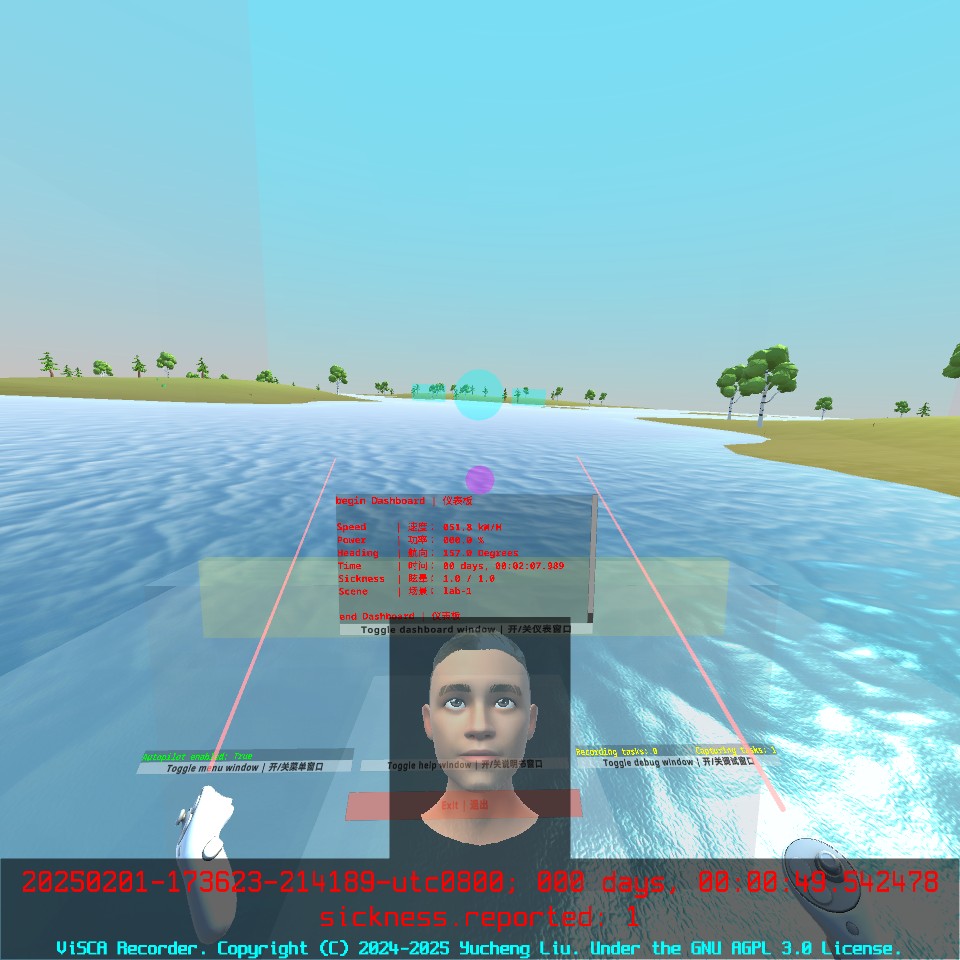 begin Dashboard | 仪表板
Speed | 速度: 051.8 kM/H
Power | 功率: 000.0 %
Heading | 航向: 157.0 Degrees
Time | 时间: 00 days, 00:02:07.989
Sickness | 眩晕: 1.0 / 1.0
Scene | 场景: lab-1
end Dashboard | 仪表板
Toggle dashboard window | 开/关仪表窗口
Autopilot enabled: True
Toggle menu window | 开/关菜单窗口
Toggle help window | 开/关说明书窗口
Recording tasks: 0 Capturing tasks: 1
Toggle debug window | 开/关调试窗口
Exit | 退出
20250201-173623-214189-utc0800; 000 days, 00:00:49.542478
sickness.reported: 1
ViSCA Recorder. Copyright (C) 2024-2025 Yucheng Liu. Under the GNU AGPL 3.0 License.